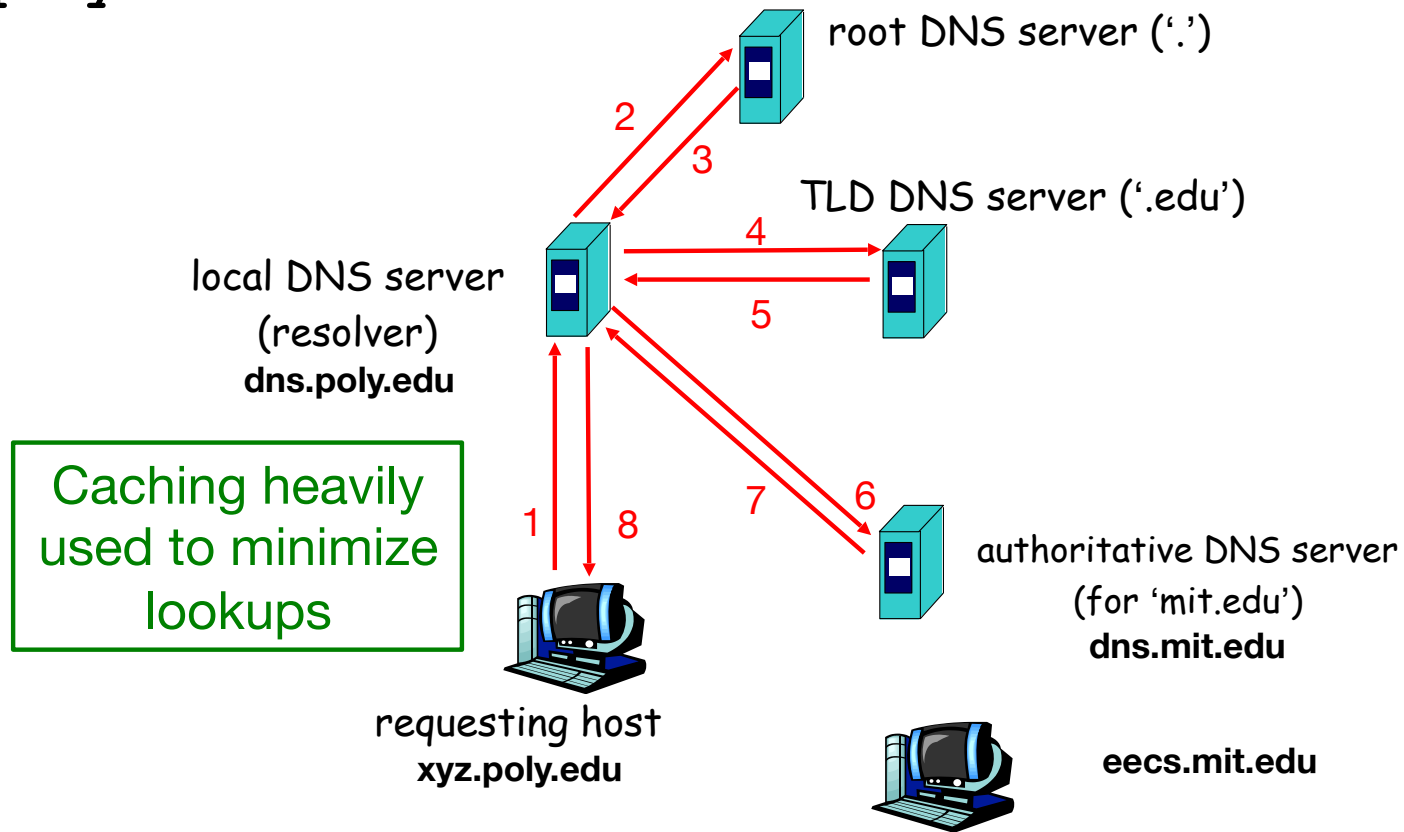 root DNS server (‘.’)
2
3
TLD DNS server (‘.edu’)
4
5
local DNS server
(resolver)
dns.poly.edu
Caching heavily
used to minimize
lookups
1
8
7
6
authoritative DNS server
(for ‘mit.edu’)
dns.mit.edu
requesting host
xyz.poly.edu
eecs.mit.edu